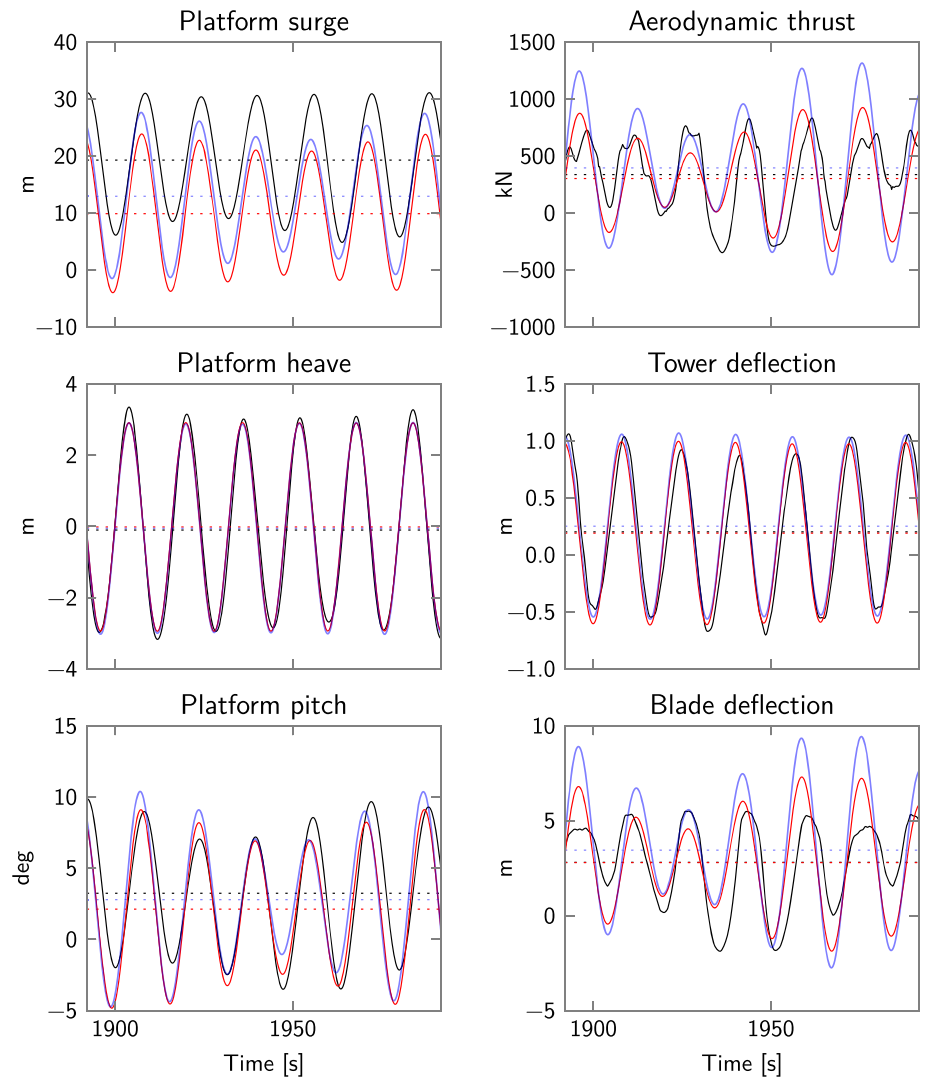 Platform surge
40
30
20
10
0
−10
m
Aerodynamic thrust
1500
1000
500
0
−500
−1000
kN
Platform heave
4
2
0
−2
−4
m
Tower deflection
1.5
1.0
0.5
0.0
−0.5
−1.0
m
Platform pitch
15
10
5
0
−5
deg
1900 1950
Time [s]
Blade deflection
10
5
0
−5
m
1900 1950
Time [s]